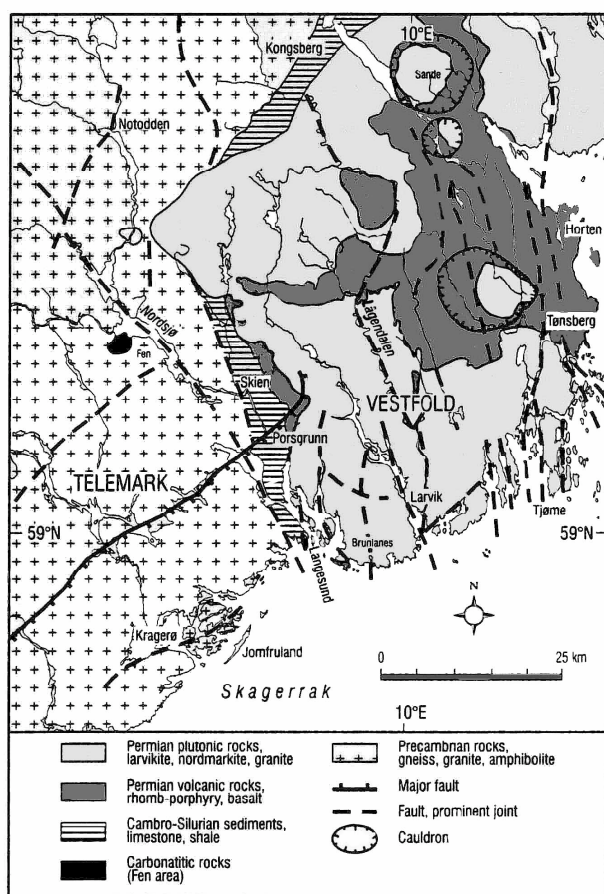 10°E
Kongsberg
Sande
Notodden
Horten
Nordsjø
Lågendalen
Tønsberg
Fen
Skien
VESTFOLD
Porsgrunn
TELEMARK
Larvik
Tjøme
59°N
59°N
Brunlanes
Langesund
N
Kragerø
Jomfruland
0 25 km
Skagerrak
10°E
Permian plutonic rocks,
larvikite, nordmarkite, granite
Permian volcanic rocks,
rhomb-porphyry, basalt
Cambro-Silurian sediments,
limestone, shale
Carbonatitic rocks
(Fen area)
Precambnan rocks,
gneiss, granite, amphibolite
Major fault
Fault, prominent joint
Cauldron